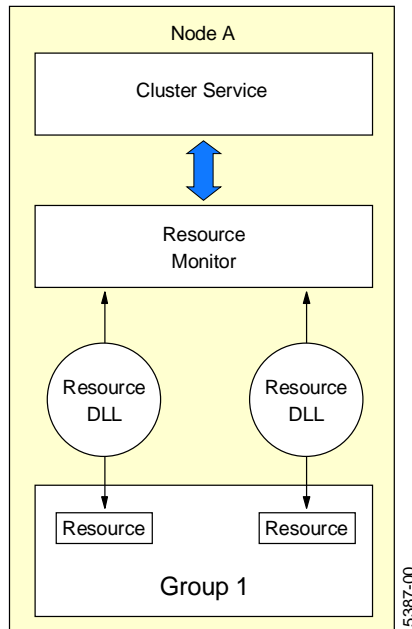 Node A
Cluster Service
Resource
Monitor
Resource
DLL
Resource
DLL
Resource
Resource
Group 1
5387-00